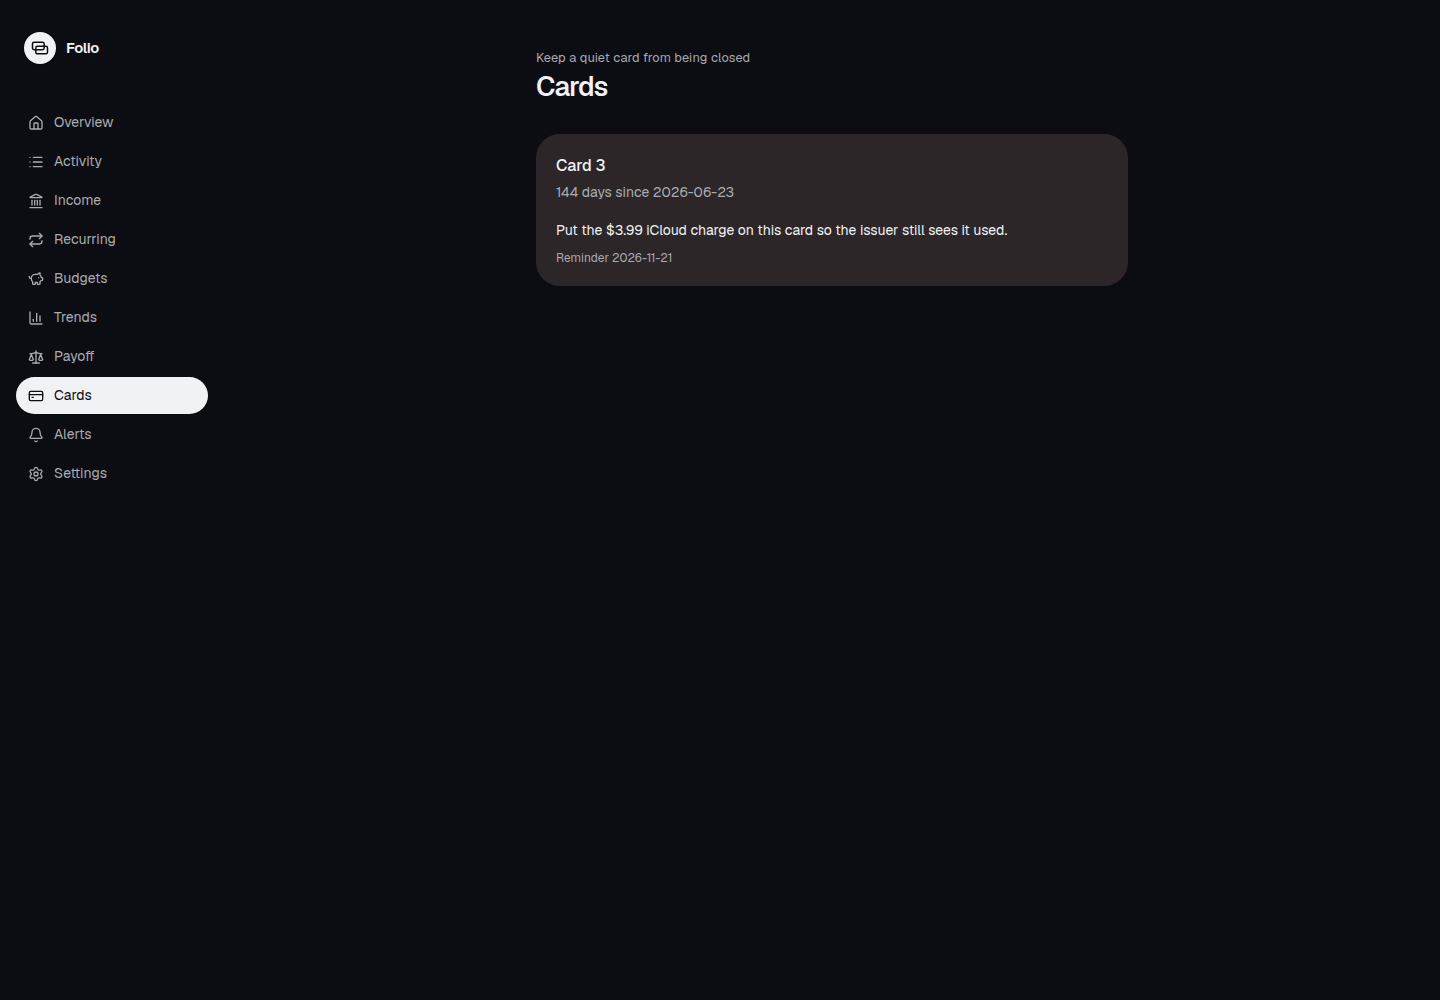 Folio
Overview
Activity
Income
Recurring
Budgets
Trends
Payoff
Cards
Alerts
Settings
Keep a quiet card from being closed
Cards
Card 3
144 days since 2026-06-23
Put the $3.99 iCloud charge on this card so the issuer still sees it used.
Reminder 2026-11-21